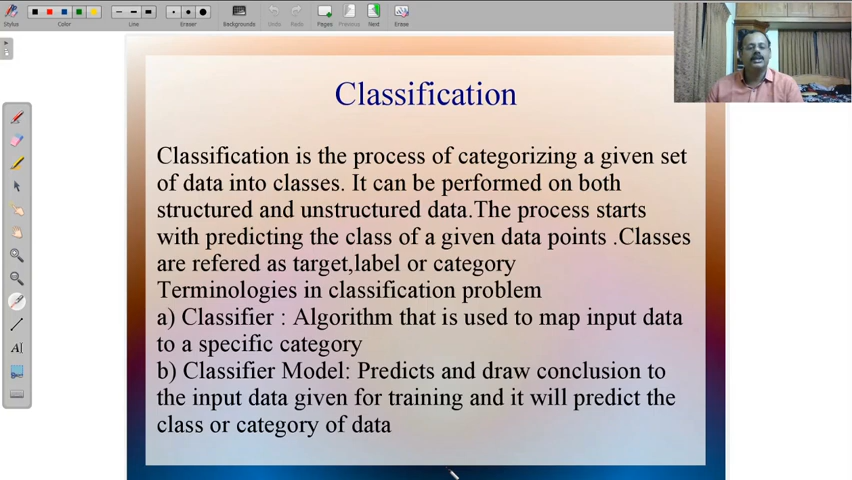 Stylus
Color
Line
Eraser
Backgrounds
Undo
Redo
Pages
Previous
Next
Erase
Classification
Classification is the process of categorizing a given set
of data into classes. It can be performed on both
structured and unstructured data.The process starts
with predicting the class of a given data points .Classes
are refered as target,label or category
Terminologies in classification problem
a) Classifier : Algorithm that is used to map input data
to a specific category
b) Classifier Model: Predicts and draw conclusion to
the input data given for training and it will predict the
class or category of data